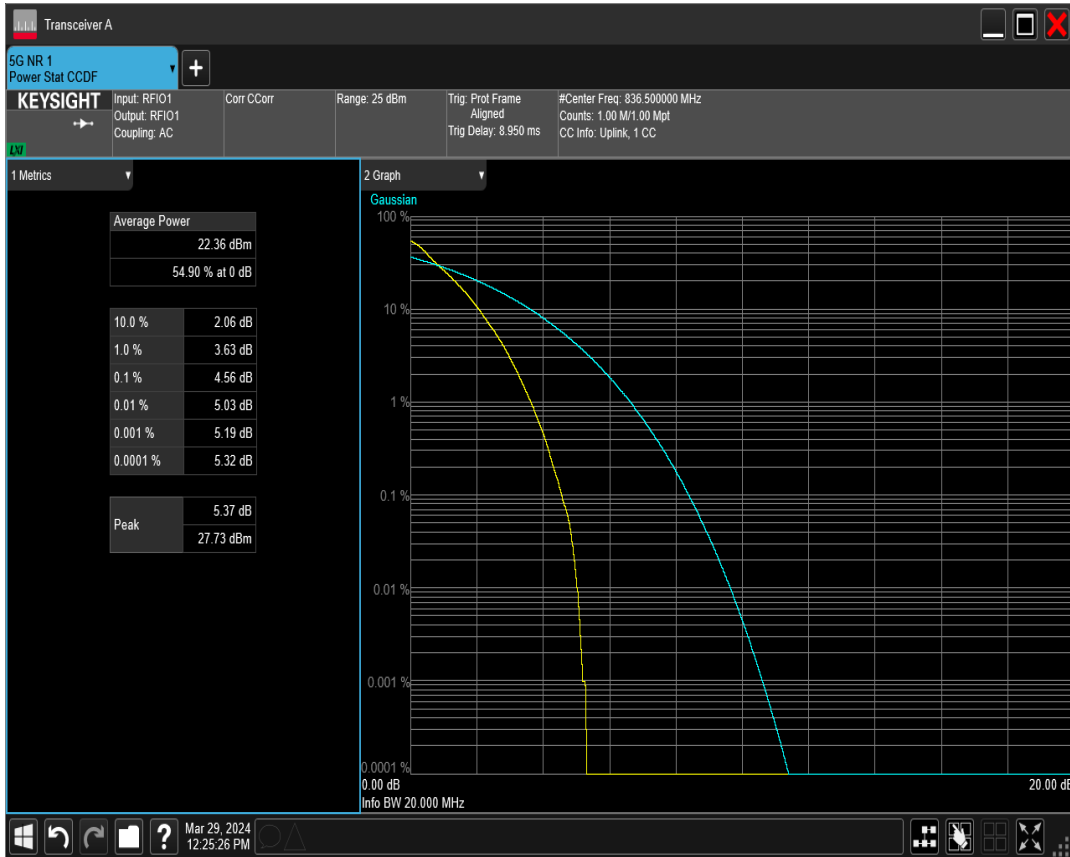 Transceiver A
5G NR 1
Power Stat CCDF
KEYSIGHT
LXI
Input: RFIO1
Output: RFIO1
Coupling: AC
Corr CCorr
Range: 25 dBm
Trig: Prot Frame
Aligned
Trig Delay: 8.950 ms
#Center Freq: 836.500000 MHz
Counts: 1.00 M/1.00 Mpt
CC Info: Uplink, 1 CC
1 Metrics
Average Power
22.36 dBm
54.90 % at 0 dB
10.0 % 2.06 dB
1.0 % 3.63 dB
0.1 % 4.56 dB
0.01 % 5.03 dB
0.001 % 5.19 dB
0.0001 % 5.32 dB
Peak
5.37 dB
27.73 dBm
2 Graph
Gaussian
100 %
10 %
1 %
0.1 %
0.01 %
0.001 %
0.0001 %
0.00 dB 20.00 dB
Info BW 20.000 MHz
Mar 29, 2024
12:25:26 PM